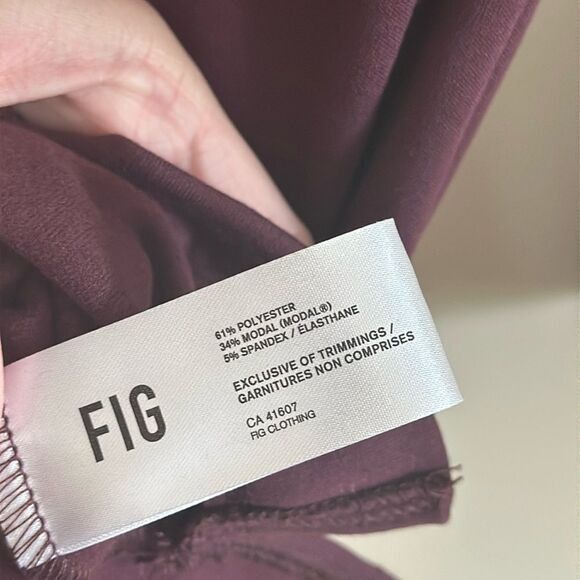 FIG
61% POLYESTER
34% MODAL (MODAL®)
5% SPANDEX / ÉLASTHANE
EXCLUSIVE OF TRIMMINGS /
GARNITURES NON COMPRISES
CA 41607
FIG CLOTHING